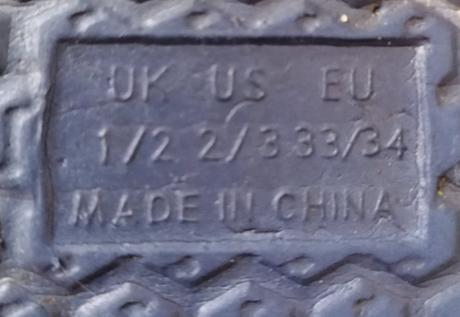 UK US EU
1/2 2/3 33/34
MADE IN CHINA